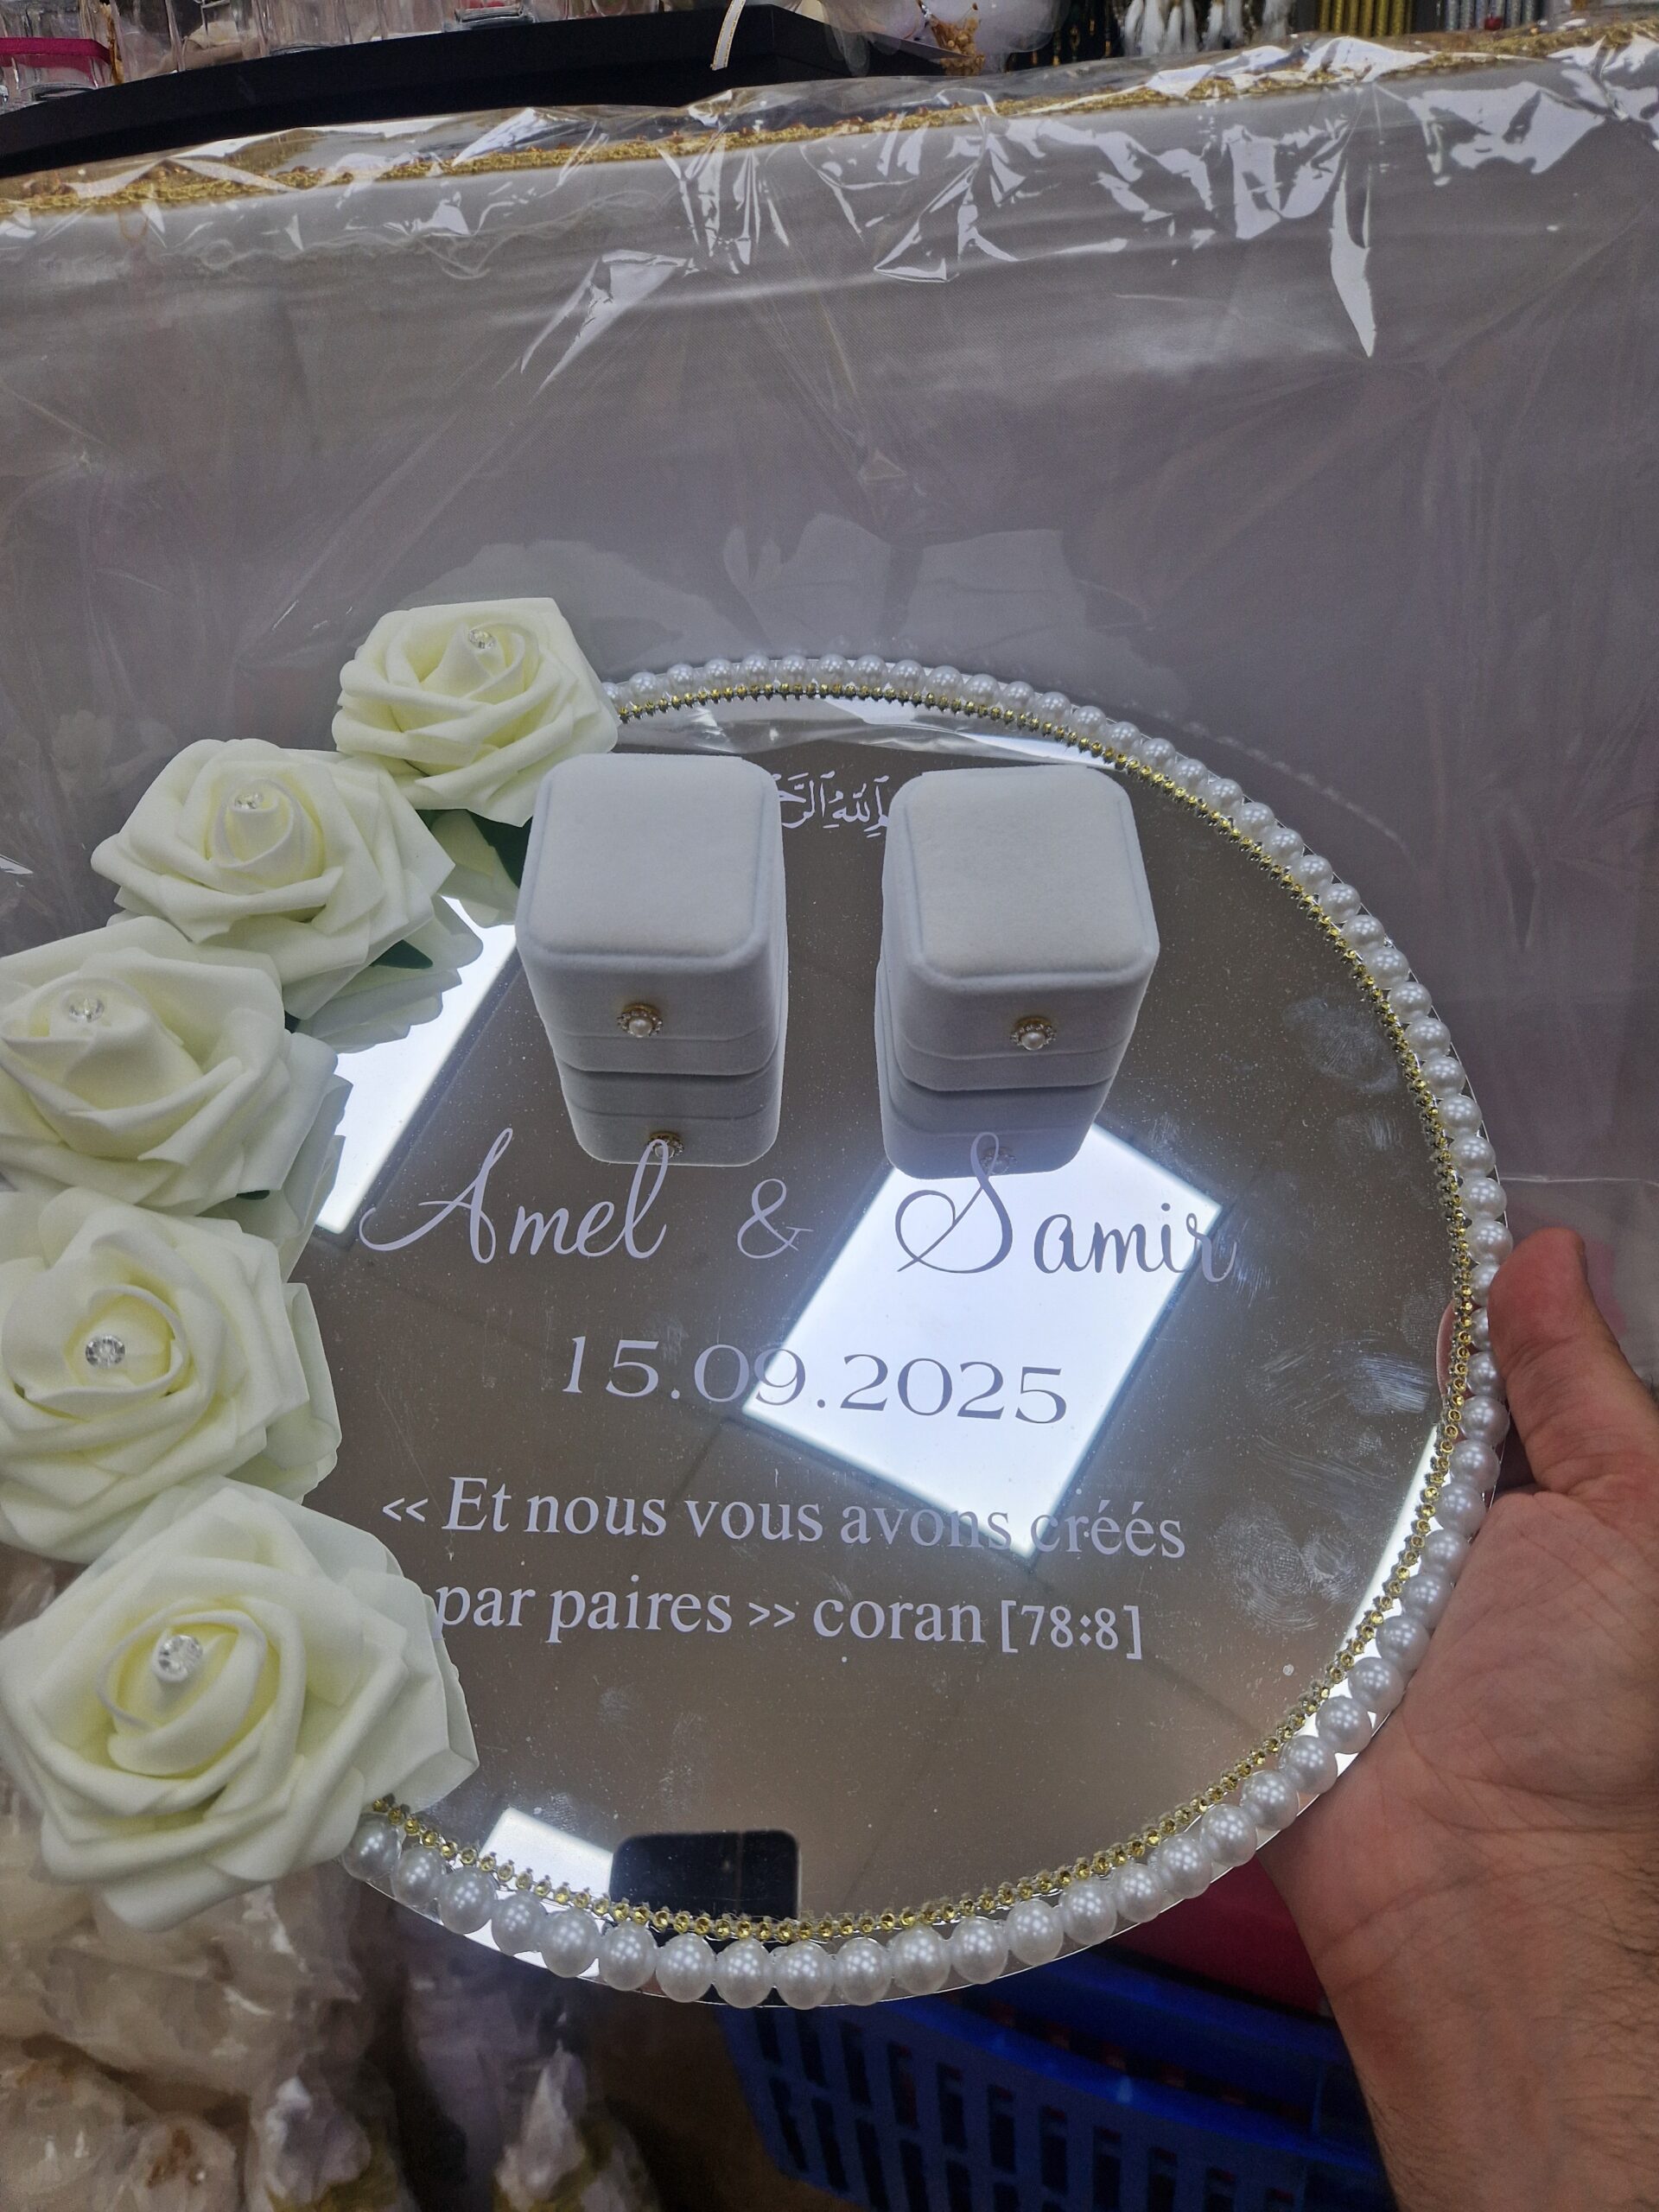 Amel & Samir
15.09.2025
<< Et nous vous avons créés
par paires >> coran [78:8]